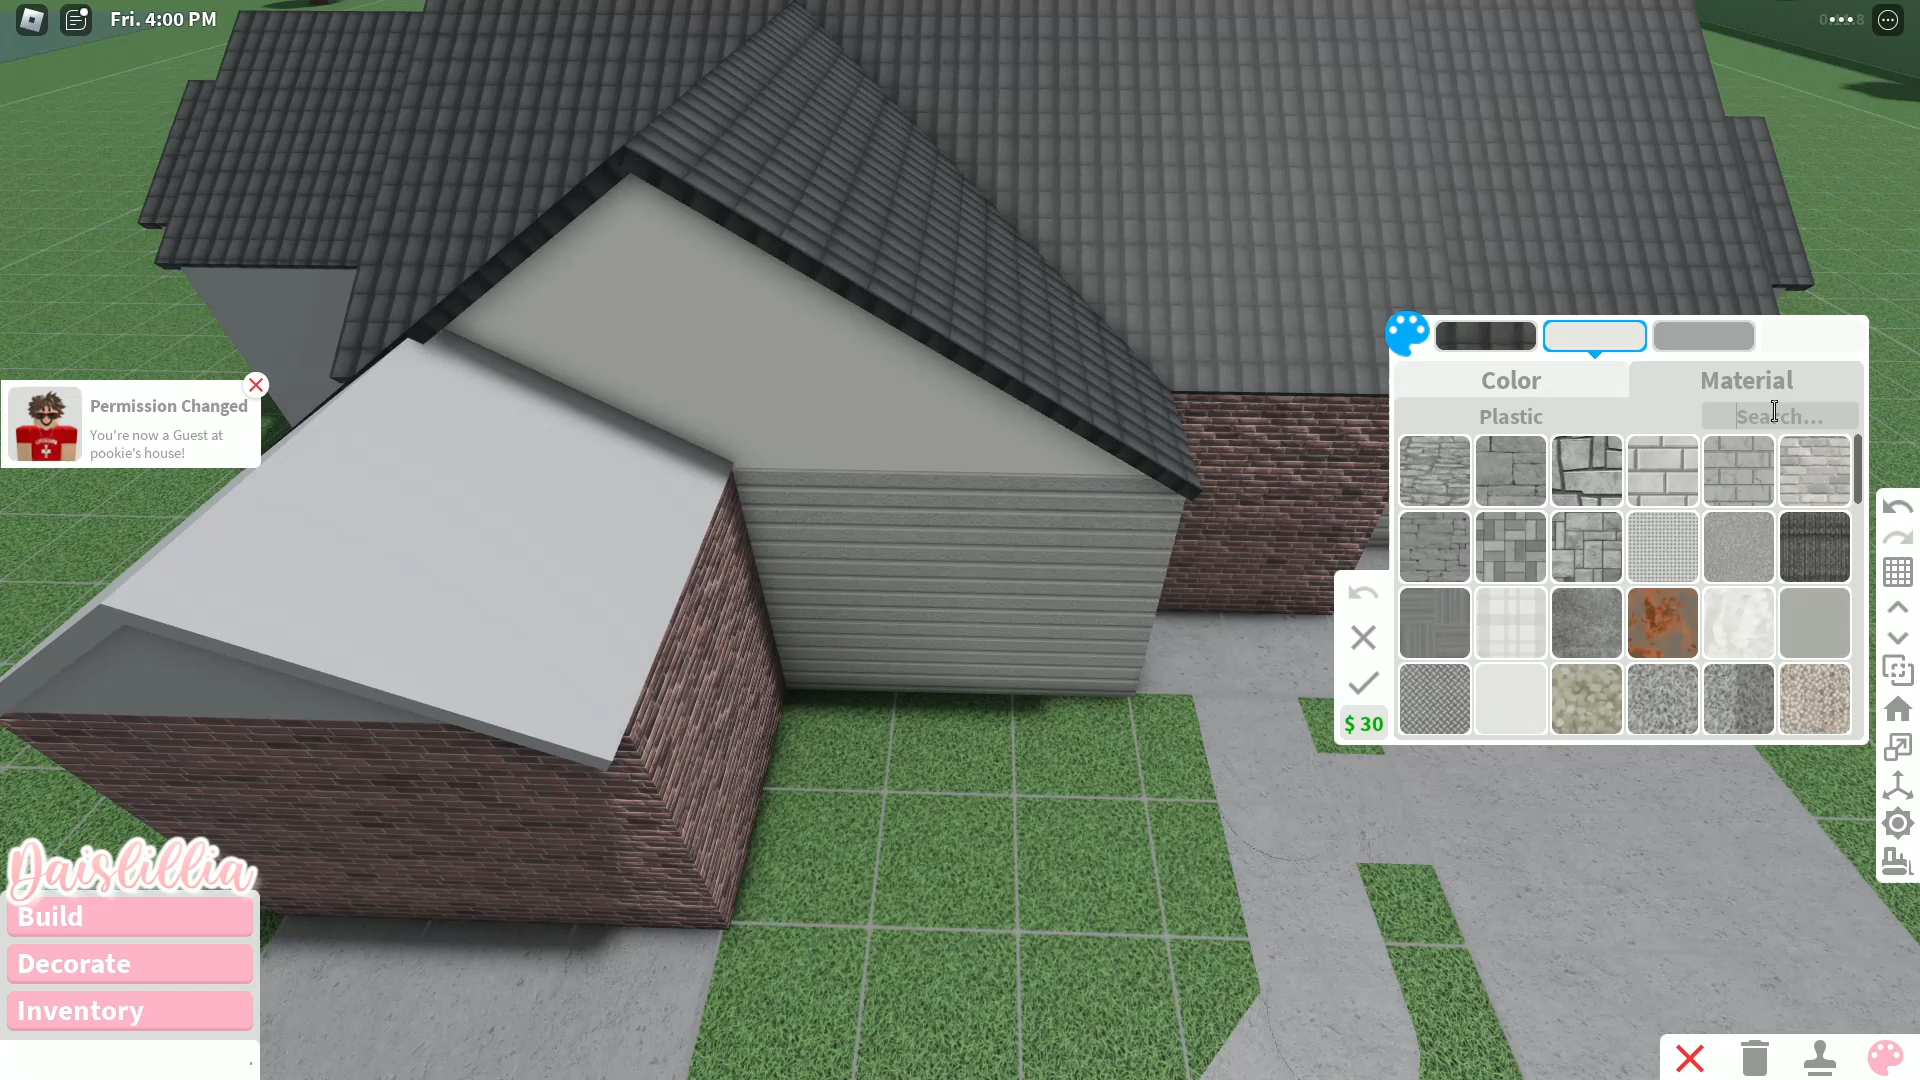 Fri. 4:00 PM
Permission Changed
You're now a Guest at
pookie's house!
Color
Material
Plastic
Search...
$ 30
Daislillia
Build
Decorate
Inventory